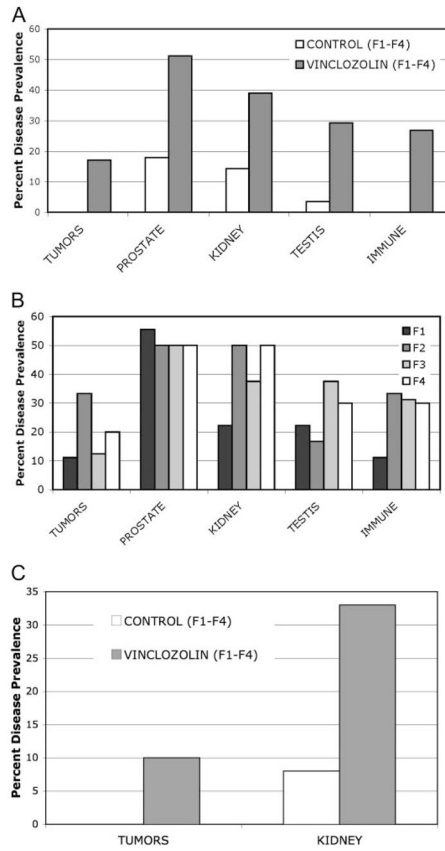 A
Percent Disease Prevalence
60
50
40
30
20
10
0
CONTROL (F1-F4)
VINCLOZOLIN (F1-F4)
TUMORS
PROSTATE
KIDNEY
TESTIS
IMMUNE
B
Percent Disease Prevalence
60
50
40
30
20
10
0
F1
F2
F3
F4
TUMORS
PROSTATE
KIDNEY
TESTIS
IMMUNE
C
Percent Disease Prevalence
35
30
25
20
15
10
5
0
CONTROL (F1-F4)
VINCLOZOLIN (F1-F4)
TUMORS
KIDNEY